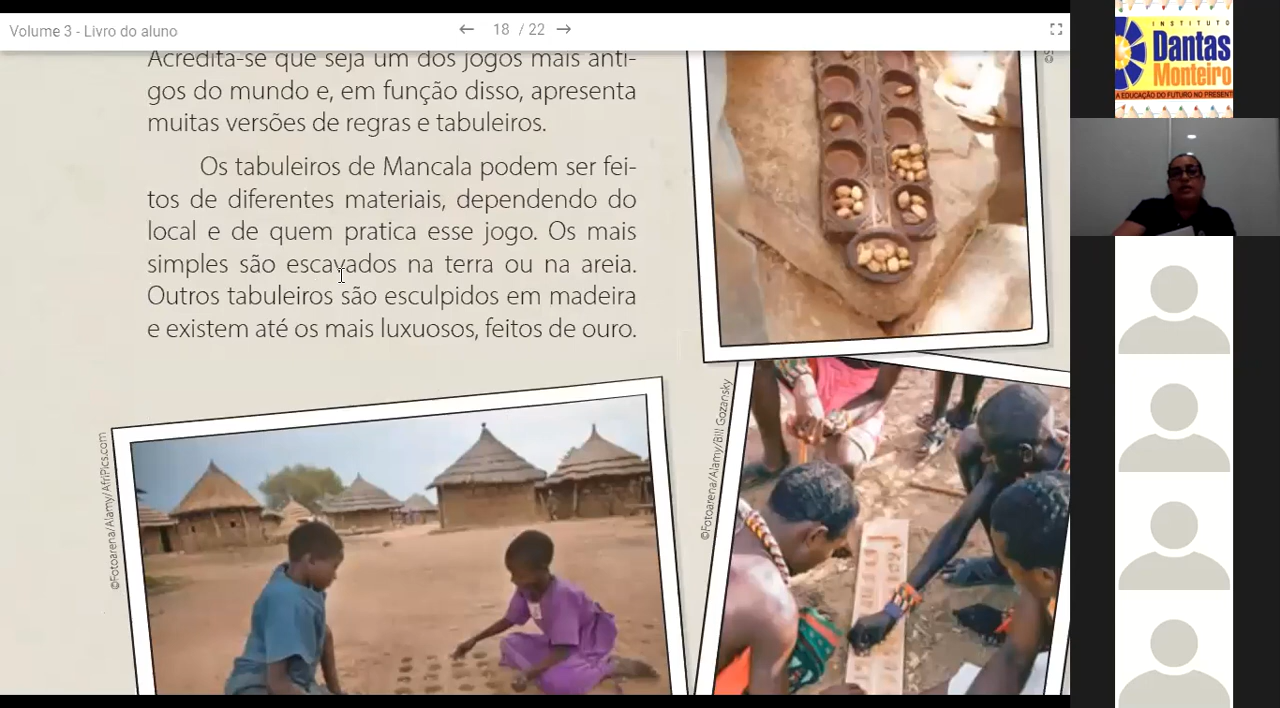 Volume 3 - Livro do aluno
18 / 22
Acredita-se que seja um dos jogos mais anti-
gos do mundo e, em função disso, apresenta
muitas versões de regras e tabuleiros.
Os tabuleiros de Mancala podem ser fei-
tos de diferentes materiais, dependendo do
local e de quem pratica esse jogo. Os mais
simples são escavados na terra ou na areia.
Outros tabuleiros são esculpidos em madeira
e existem até os mais luxuosos, feitos de ouro.
©Fotoarena/Alamy/AfriPics.com
©Fotoarena/Alamy/Bill Gozansky
INSTITUTO
Dantas
Monteiro
A EDUCAÇÃO DO FUTURO NO PRESENT